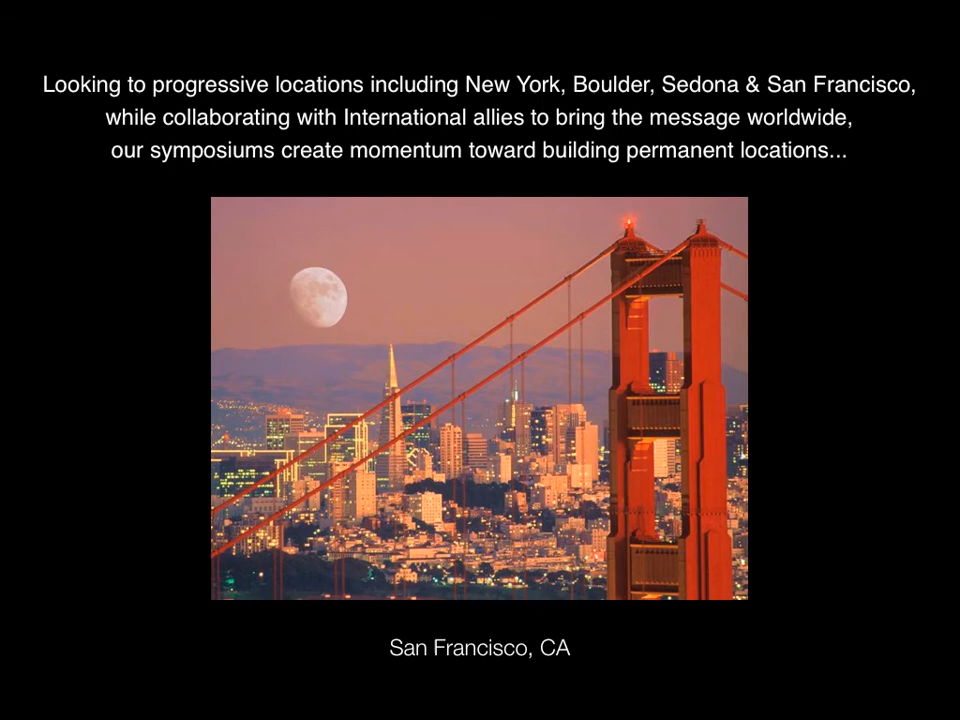 Looking to progressive locations including New York, Boulder, Sedona & San Francisco,
while collaborating with International allies to bring the message worldwide,
our symposiums create momentum toward building permanent locations...
San Francisco, CA